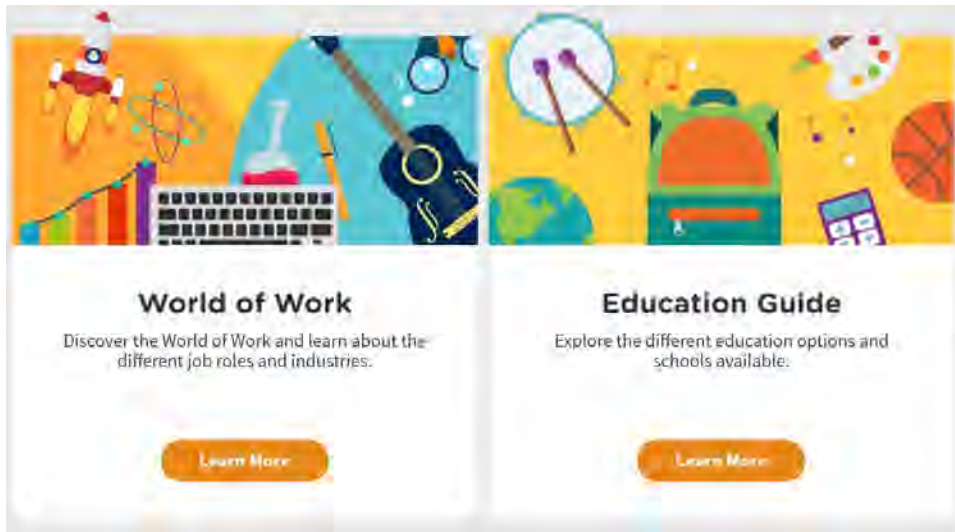 World of Work
Discover the World of Work and learn about the
different job roles and industries.
Learn More
Education Guide
Explore the different education options and
schools available.
Learn More